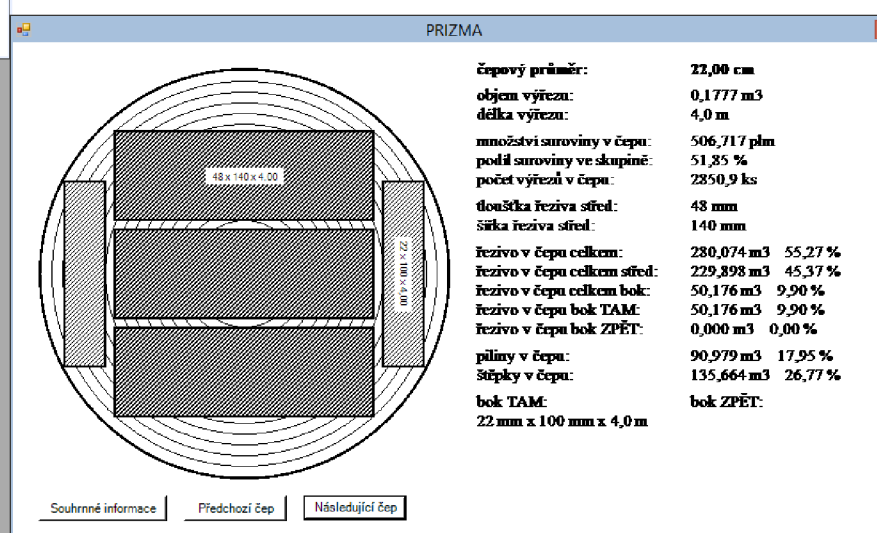 PRIZMA
čepový průměr: 22,00 cm
objem výřezu: 0,1777 m3
délka výřezu: 4,0 m
množství suroviny v čepu: 506,717 plm
podíl suroviny ve skupině: 51,85 %
počet výřezů v čepu: 2850,9 ks
tloušťka řeziva střed: 48 mm
šířka řeziva střed: 140 mm
řezivo v čepu celkem: 280,074 m3 55,27 %
řezivo v čepu celkem střed: 229,898 m3 45,37 %
řezivo v čepu celkem bok: 50,176 m3 9,90 %
řezivo v čepu bok TAM: 50,176 m3 9,90 %
řezivo v čepu bok ZPĚT: 0,000 m3 0,00 %
piliny v čepu: 90,979 m3 17,95 %
štěpky v čepu: 135,664 m3 26,77 %
bok TAM: bok ZPĚT:
22 mm x 100 mm x 4,0 m
48 x 140 x 4.00
22 x 100 x 4.00
Souhrnné informace Předchozí čep Následující čep